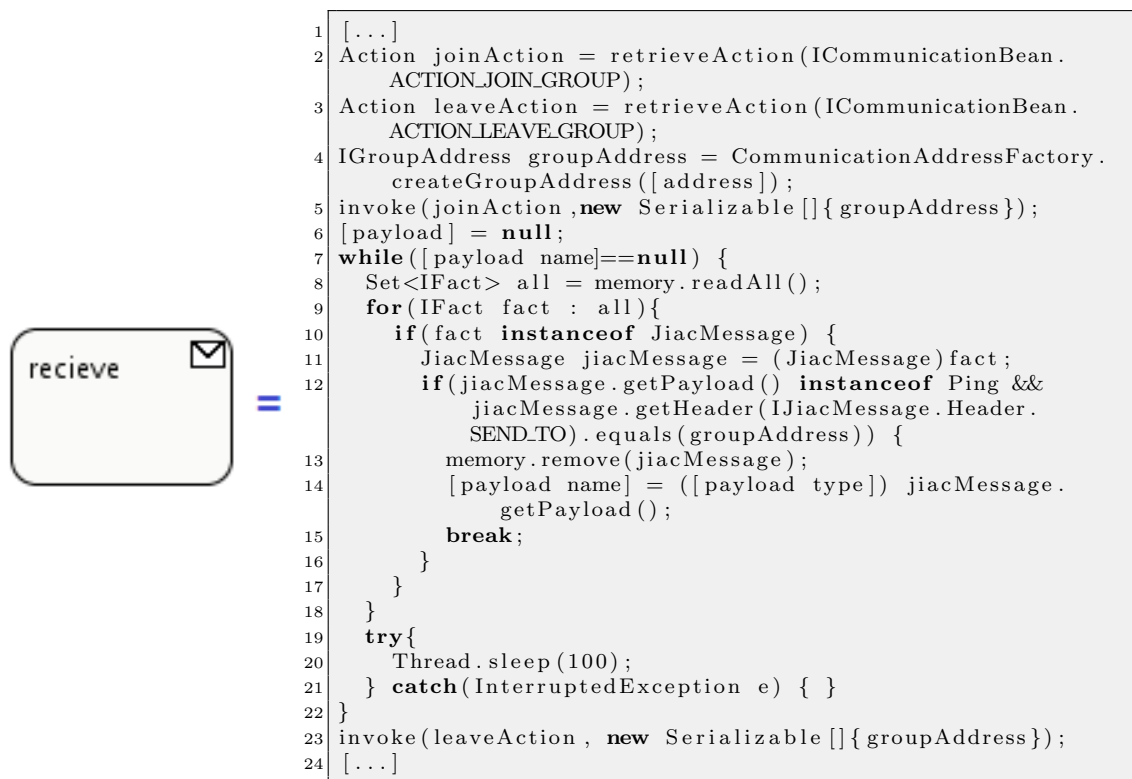 recieve
=
1 [...]
2 Action joinAction = retrieveAction(ICommunicationBean.
ACTION_JOIN_GROUP);
3 Action leaveAction = retrieveAction(ICommunicationBean.
ACTION_LEAVE_GROUP);
4 IGroupAddress groupAddress = CommunicationAddressFactory.
createGroupAddress([address]);
5 invoke(joinAction,new Serializable[]{groupAddress});
6 [payload] = null;
7 while([payload name]==null) {
8 Set<IFact> all = memory.readAll();
9 for(IFact fact : all){
10 if(fact instanceof JiacMessage) {
11 JiacMessage jiacMessage = (JiacMessage)fact;
12 if(jiacMessage.getPayload() instanceof Ping &&
jiacMessage.getHeader(IJiacMessage.Header.
SEND_TO).equals(groupAddress)) {
13 memory.remove(jiacMessage);
14 [payload name] = ([payload type]) jiacMessage.
getPayload();
15 break;
16 }
17 }
18 }
19 try{
20 Thread.sleep(100);
21 } catch(InterruptedException e) { }
22 }
23 invoke(leaveAction, new Serializable[]{groupAddress});
24 [...]